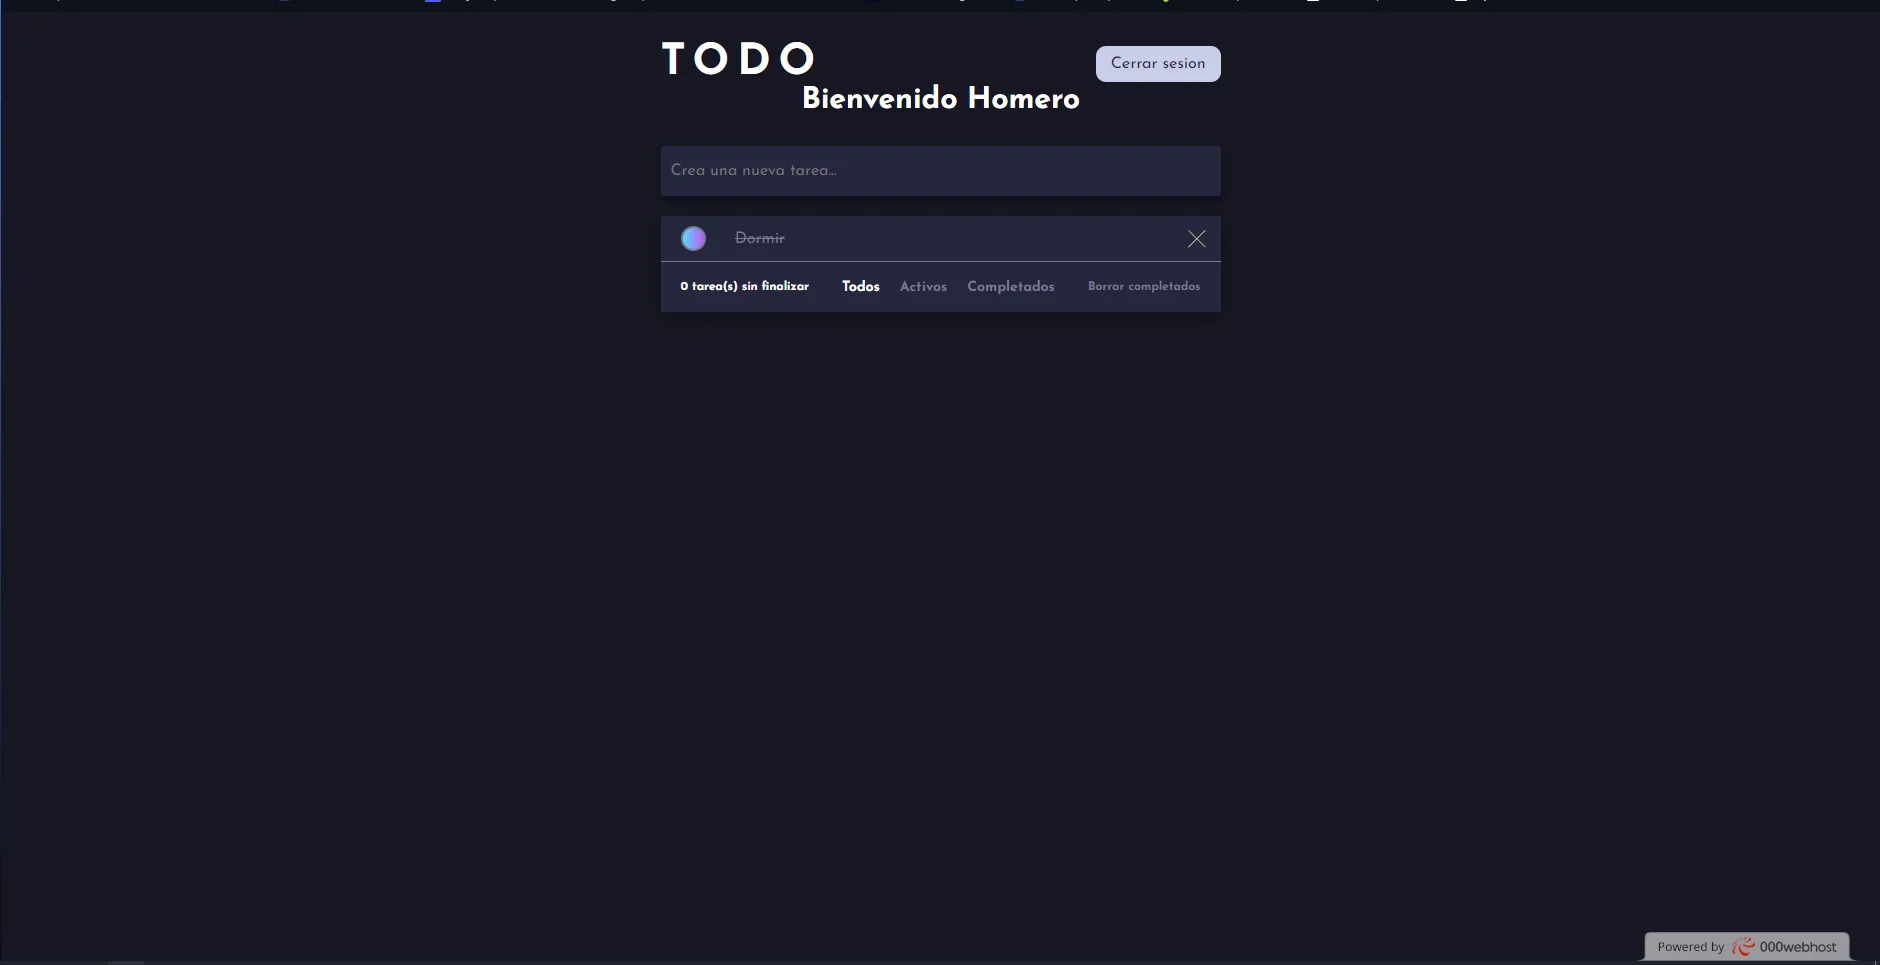 TODO
Cerrar sesion
Bienvenido Homero
Crea una nueva tarea...
Dormir
0 tarea(s) sin finalizar Todos Activos Completados Borrar completados
Powered by 000webhost